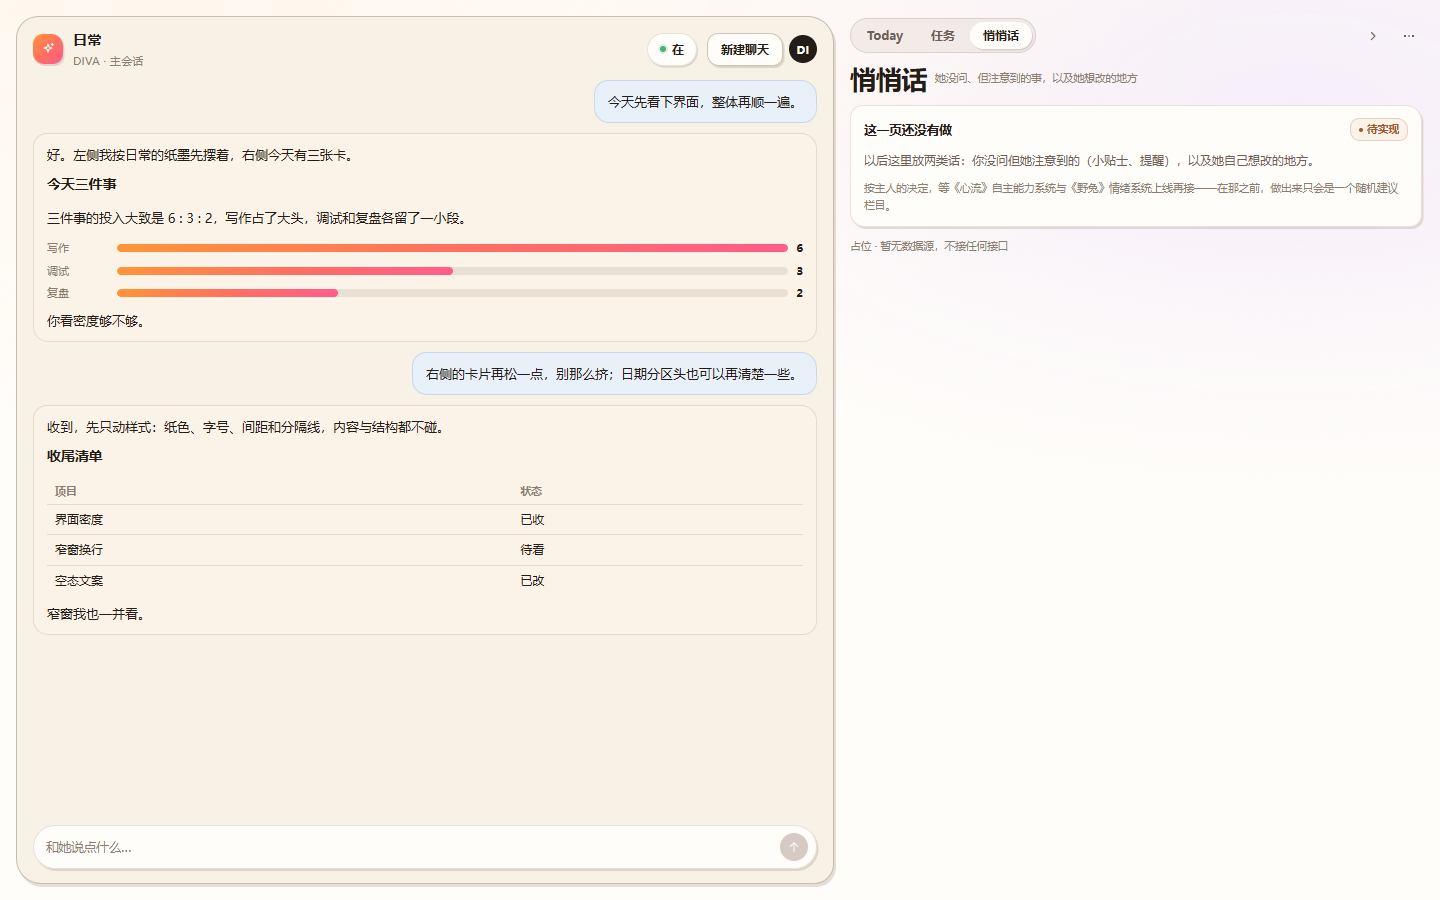 日常
DIVA · 主会话
在
新建聊天
DI
今天先看下界面，整体再顺一遍。
好。左侧我按日常的纸墨先摆着，右侧今天有三张卡。
今天三件事
三件事的投入大致是 6 : 3 : 2，写作占了大头，调试和复盘各留了一小段。
写作 6
调试 3
复盘 2
你看密度够不够。
右侧的卡片再松一点，别那么挤；日期分区头也可以再清楚一些。
收到，先只动样式：纸色、字号、间距和分隔线，内容与结构都不碰。
收尾清单
项目 状态
界面密度 已收
窄窗换行 待看
空态文案 已改
窄窗我也一并看。
和她说点什么…
Today 任务 悄悄话
悄悄话 她没问、但注意到的事，以及她想改的地方
这一页还没有做
待实现
以后这里放两类话：你没问但她注意到的（小贴士、提醒），以及她自己想改的地方。
按主人的决定，等《心流》自主能力系统与《野兔》情绪系统上线再接——在那之前，做出来只会是一个随机建议
栏目。
占位 · 暂无数据源，不接任何接口